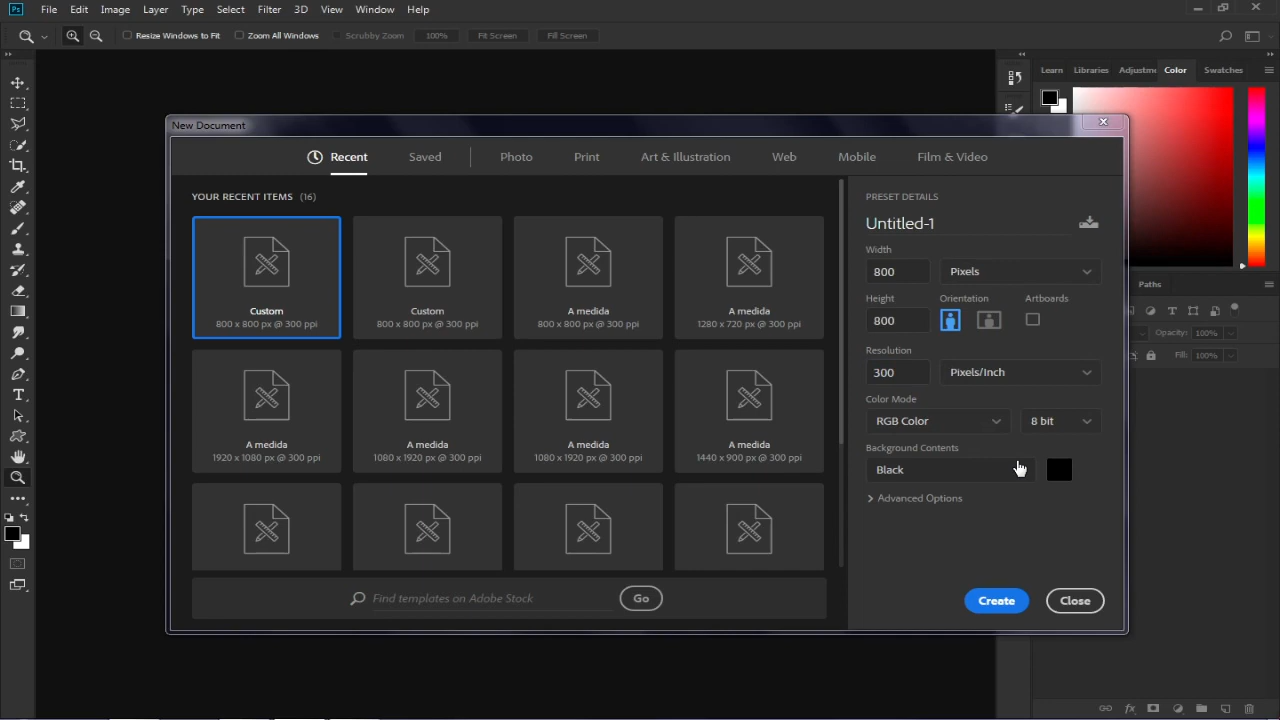 Ps File Edit Image Layer Type Select Filter 3D View Window Help
Resize Windows to Fit Zoom All Windows Scrubby Zoom 100% Fit Screen Fill Screen
Learn Libraries Adjustme Color Swatches
New Document
Recent Saved Photo Print Art & Illustration Web Mobile Film & Video
YOUR RECENT ITEMS (16)
Custom
800 x 800 px @ 300 ppi
Custom
800 x 800 px @ 300 ppi
A medida
800 x 800 px @ 300 ppi
A medida
1280 x 720 px @ 300 ppi
A medida
1920 x 1080 px @ 300 ppi
A medida
1080 x 1920 px @ 300 ppi
A medida
1080 x 1920 px @ 300 ppi
A medida
1440 x 900 px @ 300 ppi
Find templates on Adobe Stock Go
PRESET DETAILS
Untitled-1
Width
800 Pixels
Height Orientation Artboards
800
Resolution
300 Pixels/Inch
Color Mode
RGB Color 8 bit
Background Contents
Black
Advanced Options
Create Close
Paths
Opacity: 100%
Fill: 100%